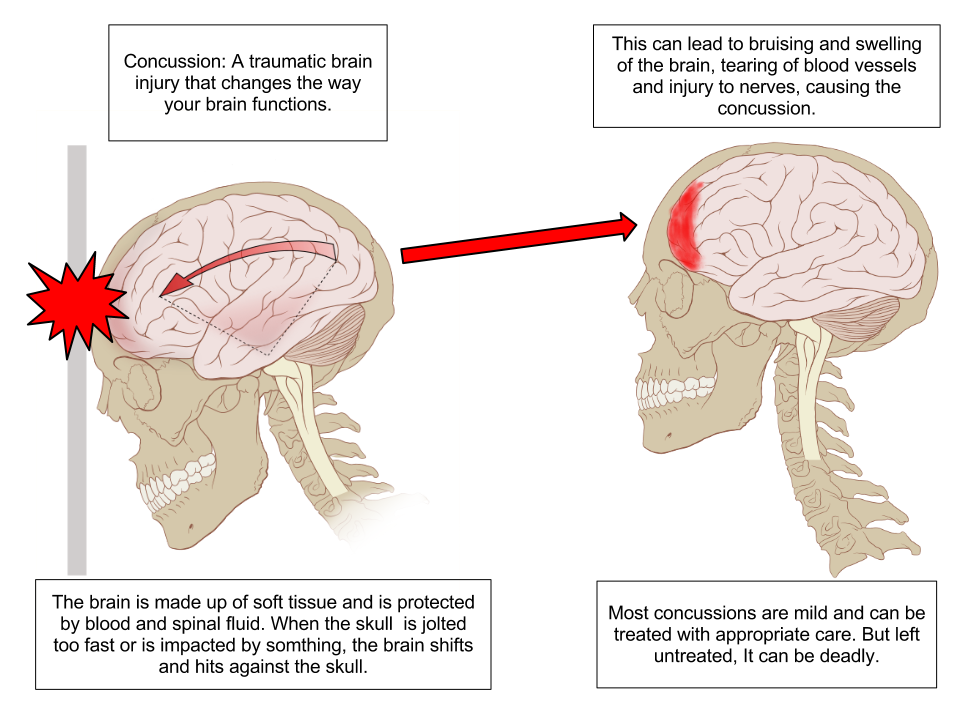 Concussion: A traumatic brain
injury that changes the way
your brain functions.
This can lead to bruising and swelling
of the brain, tearing of blood vessels
and injury to nerves, causing the
concussion.
The brain is made up of soft tissue and is protected
by blood and spinal fluid. When the skull  is jolted
too fast or is impacted by somthing, the brain shifts
and hits against the skull.
Most concussions are mild and can be
treated with appropriate care. But left
untreated, It can be deadly.